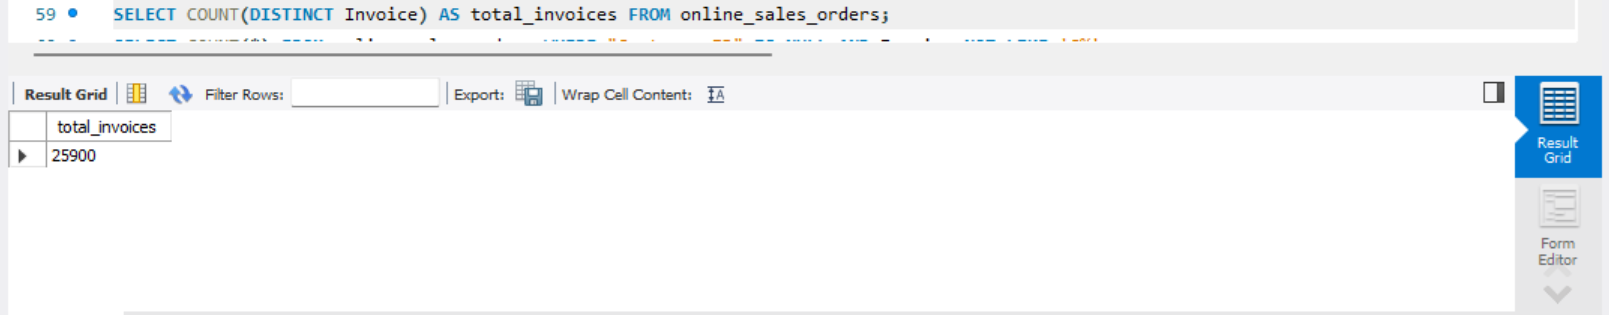 59 SELECT COUNT(DISTINCT Invoice) AS total_invoices FROM online_sales_orders;
Result Grid Filter Rows: Export: Wrap Cell Content:
total_invoices
25900
Result
Grid
Form
Editor